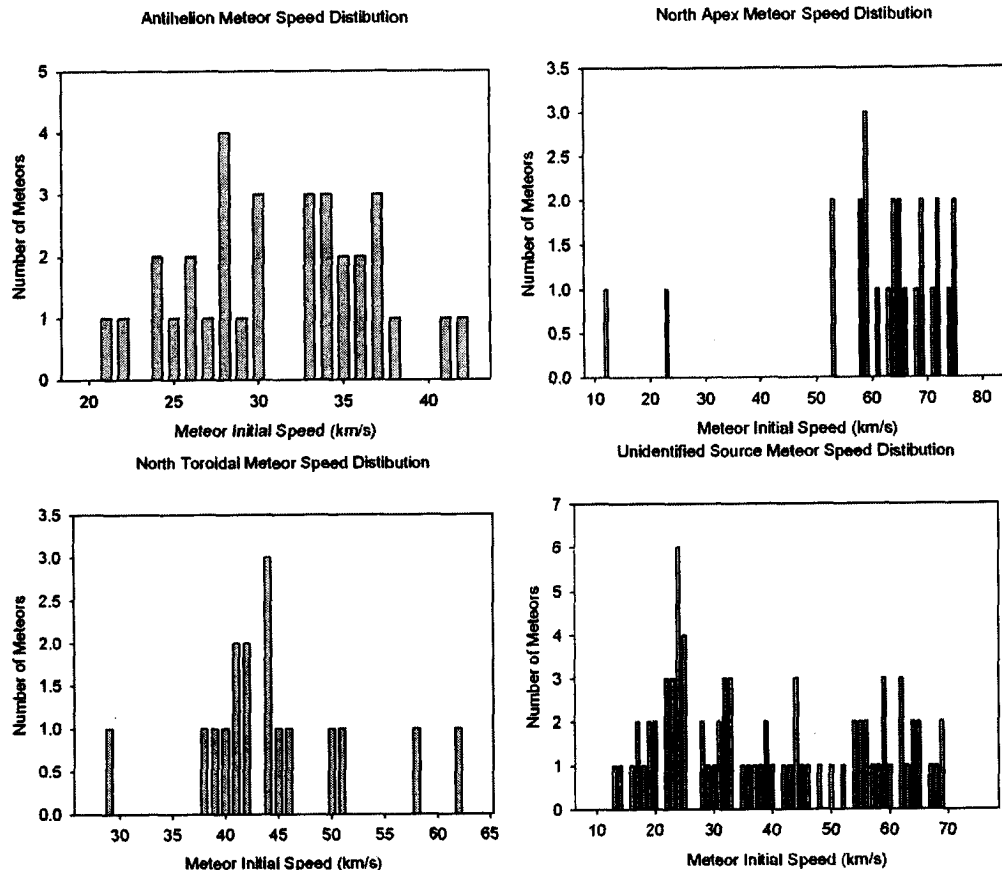 Antihelion Meteor Speed Distibution
5
4
3
2
1
0
Number of Meteors
20 25 30 35 40
Meteor Initial Speed (km/s)
North Apex Meteor Speed Distibution
3.5
3.0
2.5
2.0
1.5
1.0
0.5
0.0
Number of Meteors
10 20 30 40 50 60 70 80
Meteor Initial Speed (km/s)
North Toroidal Meteor Speed Distibution
3.5
3.0
2.5
2.0
1.5
1.0
0.5
0.0
Number of Meteors
30 35 40 45 50 55 60 65
Meteor Initial Speed (km/s)
Unidentified Source Meteor Speed Distibution
7
6
5
4
3
2
1
0
Number of Meteors
10 20 30 40 50 60 70
Meteor Initial Speed (km/s)